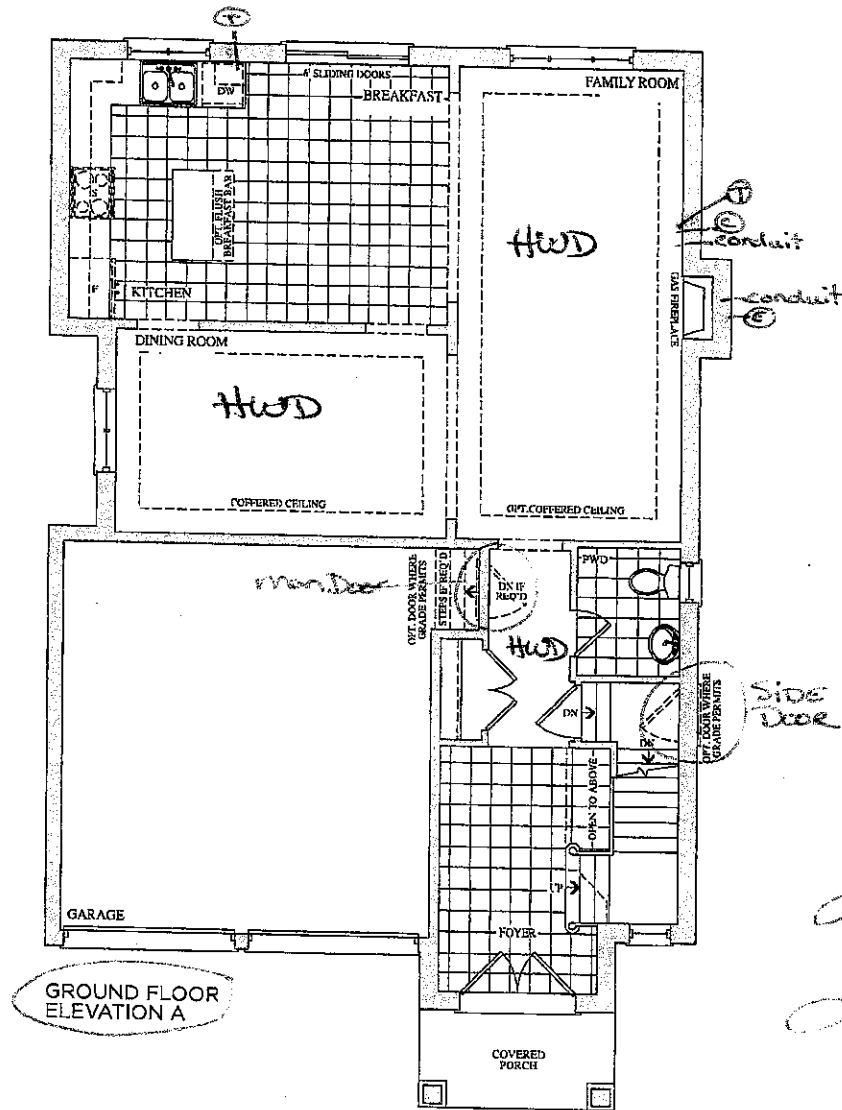 T
DW
6' SLIDING DOORS
BREAKFAST
FAMILY ROOM
S
OPT. FLUSH
BREAKFAST BAR
T
C
conduit
HWD
GAS FIREPLACE
conduit
E
F
KITCHEN
DINING ROOM
HWD
COFFERED CEILING
OPT. COFFERED CEILING
man Door
OPT. DOOR WHERE
GRADE PERMITS
STEPS IF REQ'D
DN IF
REQ'D
PWD
HWD
DN
DN
OPT. DOOR WHERE
GRADE PERMITS
SIDE
DOOR
OPEN TO ABOVE
UP
GARAGE
FOYER
GROUND FLOOR
ELEVATION A
COVERED
PORCH